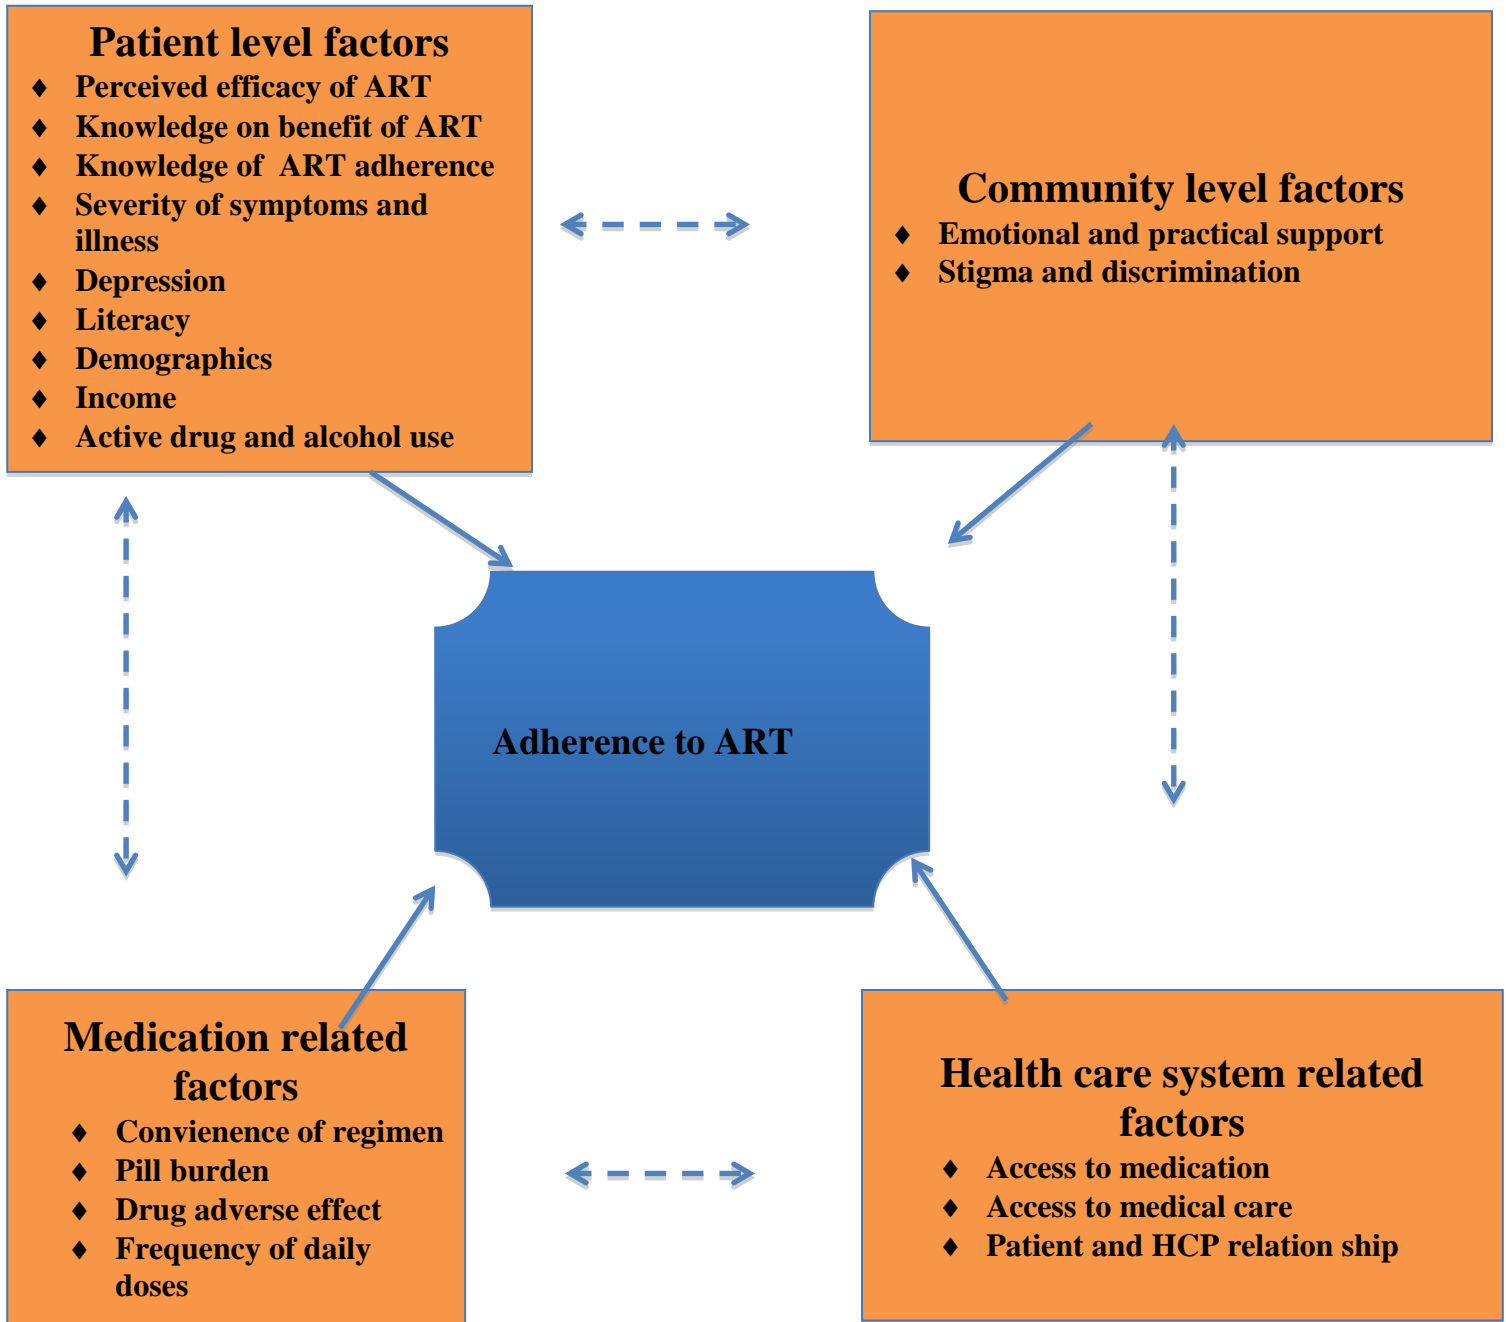 Patient level factors
♦ Perceived efficacy of ART
♦ Knowledge on benefit of ART
♦ Knowledge of ART adherence
♦ Severity of symptoms and
illness
♦ Depression
♦ Literacy
♦ Demographics
♦ Income
♦ Active drug and alcohol use
Community level factors
♦ Emotional and practical support
♦ Stigma and discrimination
Adherence to ART
Medication related
factors
♦ Convienence of regimen
♦ Pill burden
♦ Drug adverse effect
♦ Frequency of daily
doses
Health care system related
factors
♦ Access to medication
♦ Access to medical care
♦ Patient and HCP relation ship